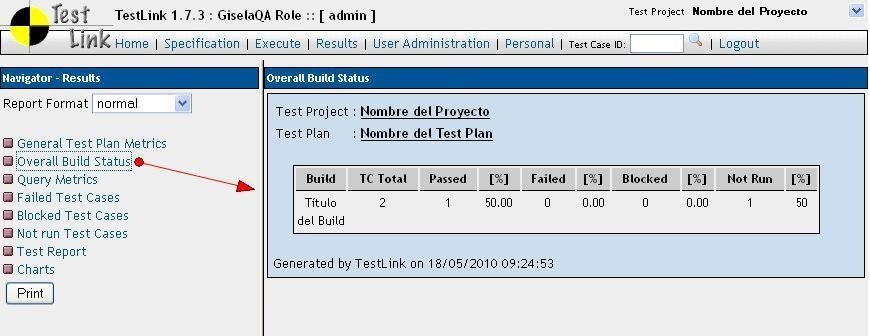 Test Link
TestLink 1.7.3 : GiselaQA Role :: [ admin ]
Test Project Nombre del Proyecto
Home | Specification | Execute | Results | User Administration | Personal | Test Case ID: | Logout
Navigator - Results
Report Format normal
General Test Plan Metrics
Overall Build Status
Query Metrics
Failed Test Cases
Blocked Test Cases
Not run Test Cases
Test Report
Charts
Print
Overall Build Status
Test Project : Nombre del Proyecto
Test Plan : Nombre del Test Plan
Build TC Total Passed [%] Failed [%] Blocked [%] Not Run [%]
Título 2 1 50.00 0 0.00 0 0.00 1 50
del Build
Generated by TestLink on 18/05/2010 09:24:53